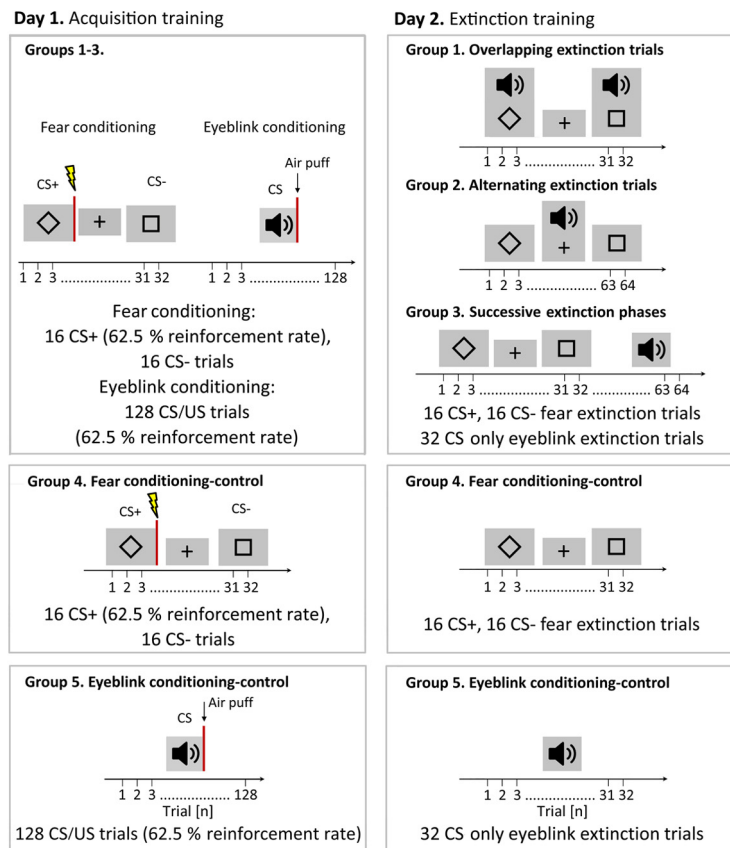 Day 1. Acquisition training
Groups 1-3.
Fear conditioning
Eyeblink conditioning
Air puff
CS+
CS-
CS
+
1 2 3 ................ 31 32
1 2 3 .................... 128
Fear conditioning:
16 CS+ (62.5 % reinforcement rate),
16 CS- trials
Eyeblink conditioning:
128 CS/US trials
(62.5 % reinforcement rate)
Group 4. Fear conditioning-control
CS+
CS-
+
1 2 3 ................ 31 32
16 CS+ (62.5 % reinforcement rate),
16 CS- trials
Group 5. Eyeblink conditioning-control
Air puff
CS
1 2 3 .................. 128
Trial [n]
128 CS/US trials (62.5 % reinforcement rate)
Day 2. Extinction training
Group 1. Overlapping extinction trials
+
1 2 3 ................ 31 32
Group 2. Alternating extinction trials
+
1 2 3 ................ 63 64
Group 3. Successive extinction phases
+
1 2 3 ................ 31 32 ................ 63 64
16 CS+, 16 CS- fear extinction trials
32 CS only eyeblink extinction trials
Group 4. Fear conditioning-control
+
1 2 3 ................ 31 32
16 CS+, 16 CS- fear extinction trials
Group 5. Eyeblink conditioning-control
1 2 3 ................ 31 32
Trial [n]
32 CS only eyeblink extinction trials